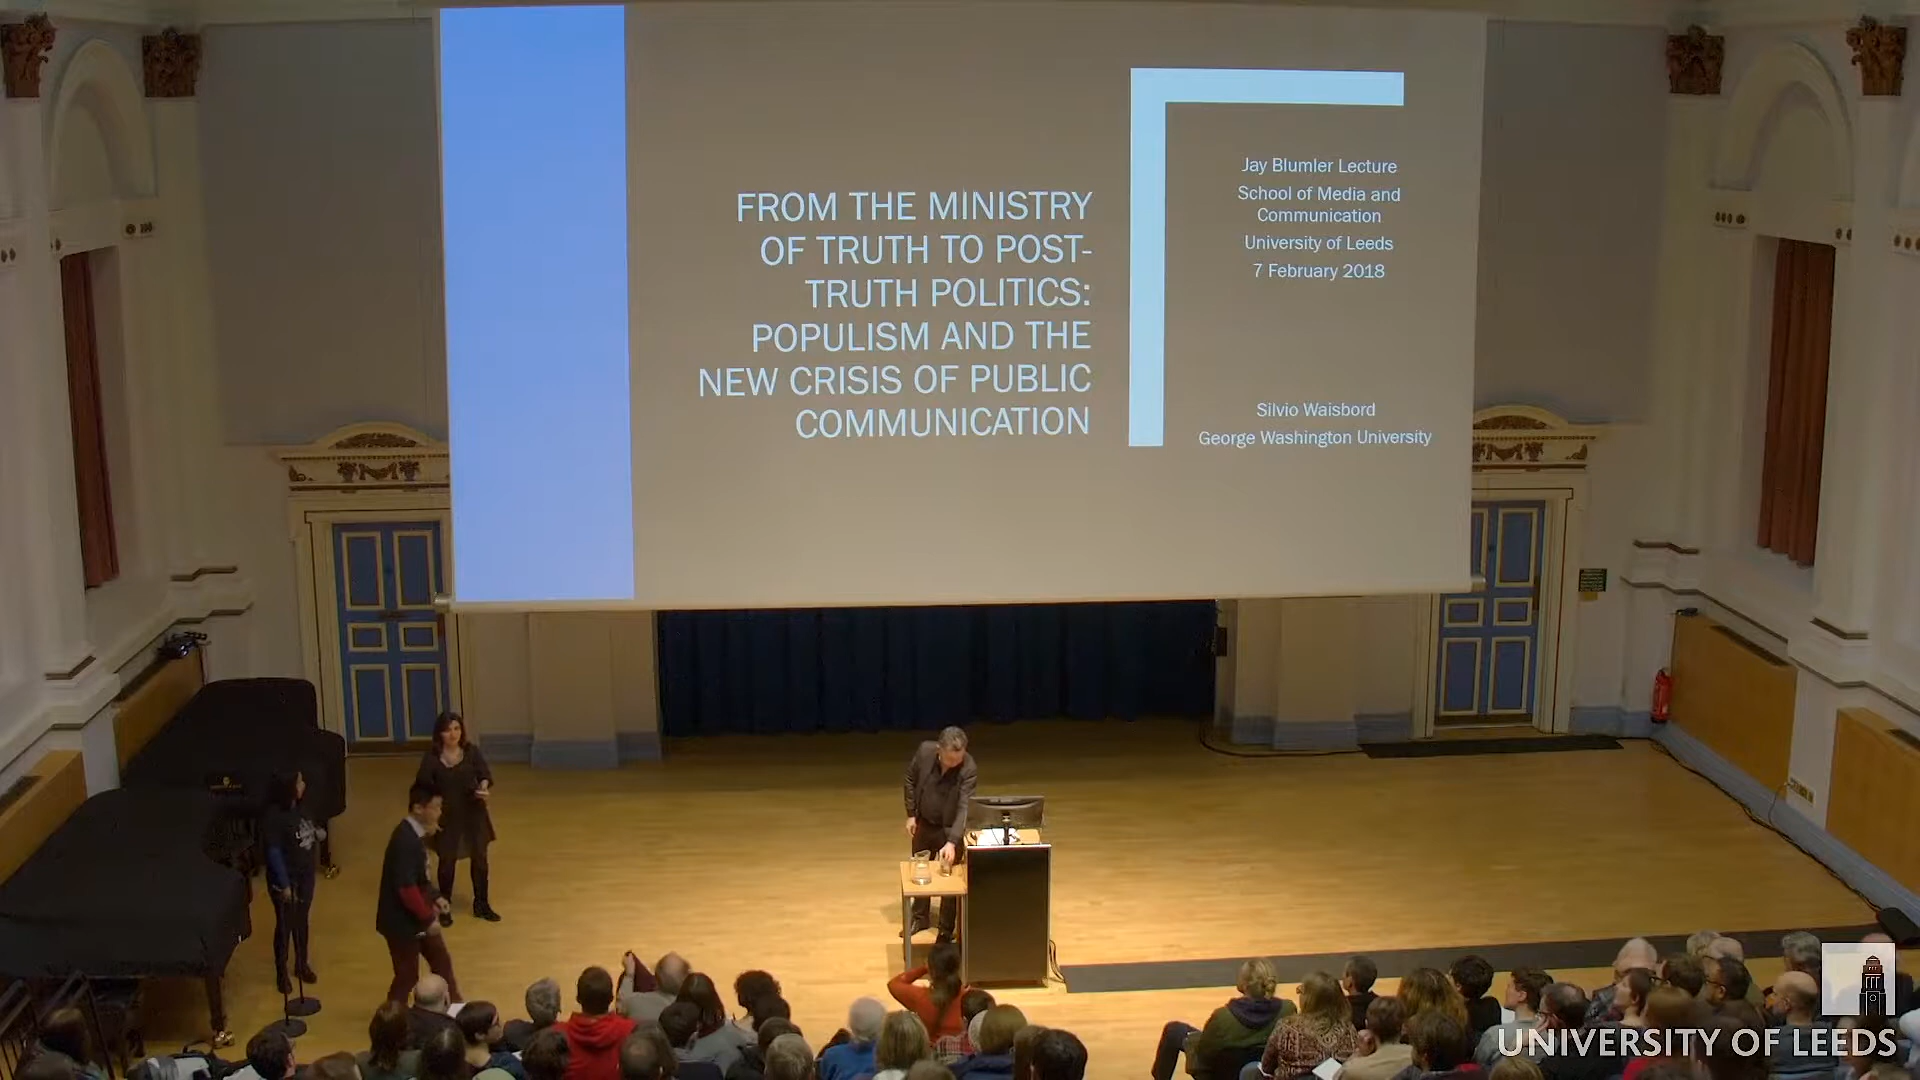 FROM THE MINISTRY
OF TRUTH TO POST-
TRUTH POLITICS:
POPULISM AND THE
NEW CRISIS OF PUBLIC
COMMUNICATION
Jay Blumler Lecture
School of Media and
Communication
University of Leeds
7 February 2018
Silvio Waisbord
George Washington University
UNIVERSITY OF LEEDS